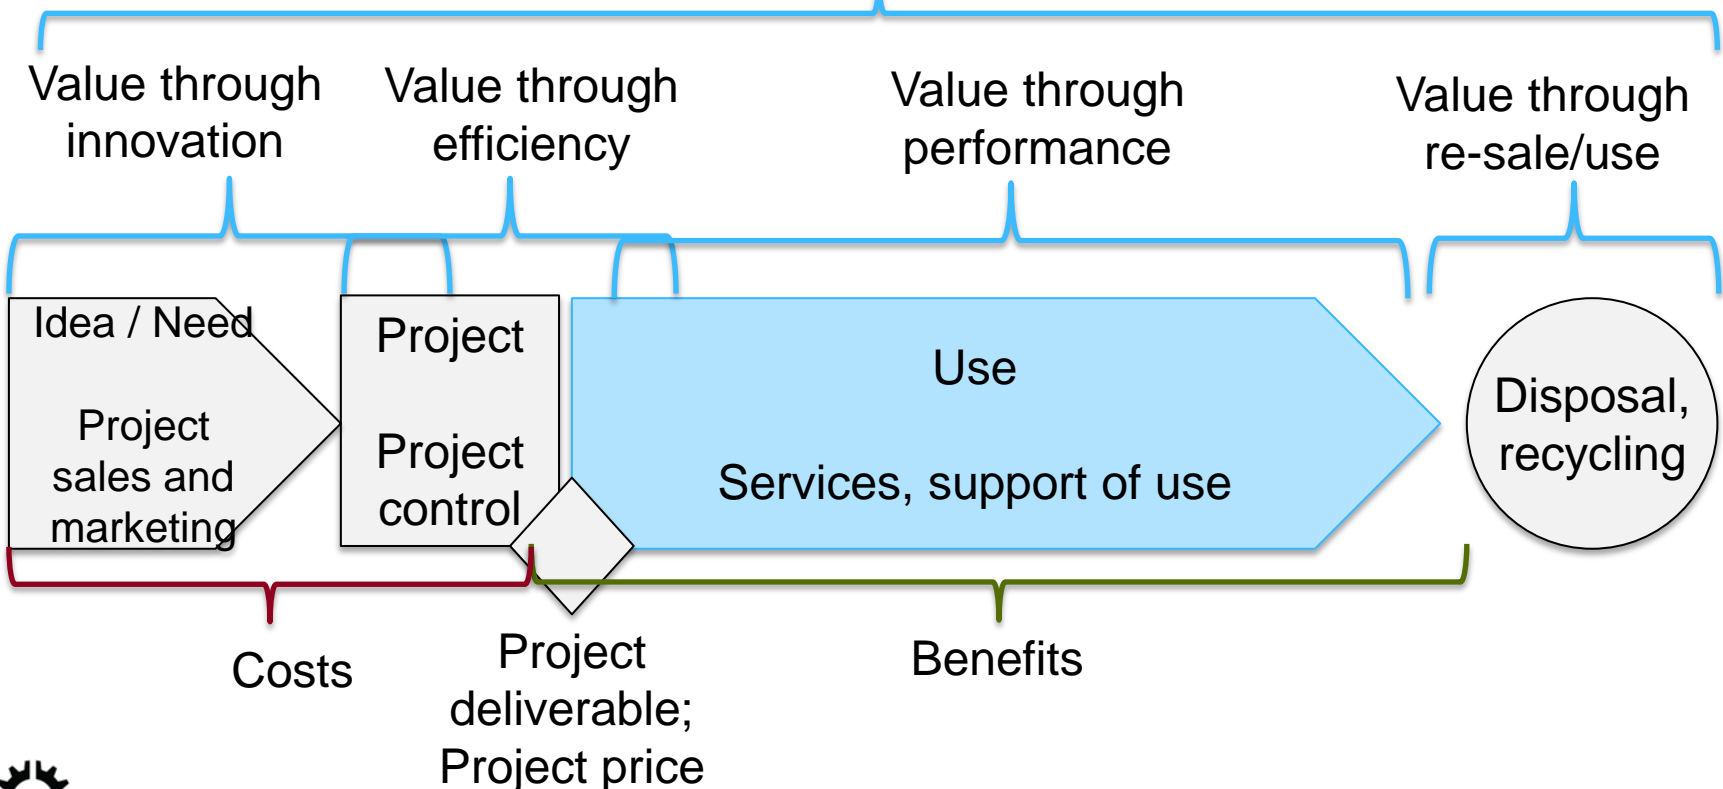 Value through
innovation
Value through
efficiency
Value through
performance
Value through
re-sale/use
Idea / Need
Project
sales and
marketing
Project
Project
control
Use
Services, support of use
Disposal,
recycling
Costs
Project
deliverable;
Project price
Benefits